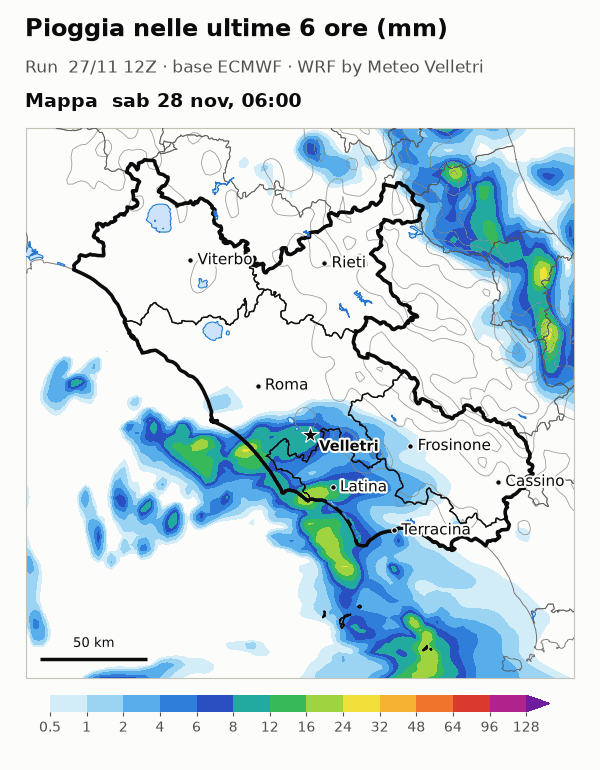 Pioggia nelle ultime 6 ore (mm)
Run  27/11 12Z · base ECMWF · WRF by Meteo Velletri
Mappa  sab 28 nov, 06:00
Viterbo
Rieti
Roma
Velletri
Frosinone
Latina
Cassino
Terracina
50 km
0.5 1 2 4 6 8 12 16 24 32 48 64 96 128